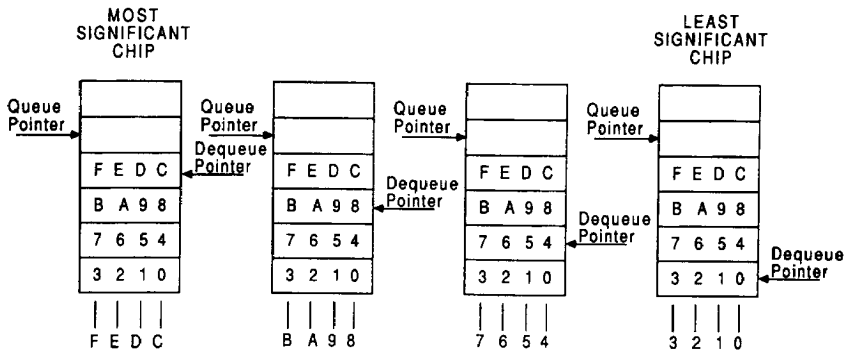 MOST
SIGNIFICANT
CHIP
LEAST
SIGNIFICANT
CHIP
Queue
Pointer
Queue
Pointer
Queue
Pointer
Queue
Pointer
Dequeue
Pointer
F E D C
F E D C
F E D C
F E D C
Dequeue
Pointer
B A 9 8
B A 9 8
B A 9 8
B A 9 8
Dequeue
Pointer
7 6 5 4
7 6 5 4
7 6 5 4
7 6 5 4
Dequeue
Pointer
3 2 1 0
3 2 1 0
3 2 1 0
3 2 1 0
F E D C
B A 9 8
7 6 5 4
3 2 1 0